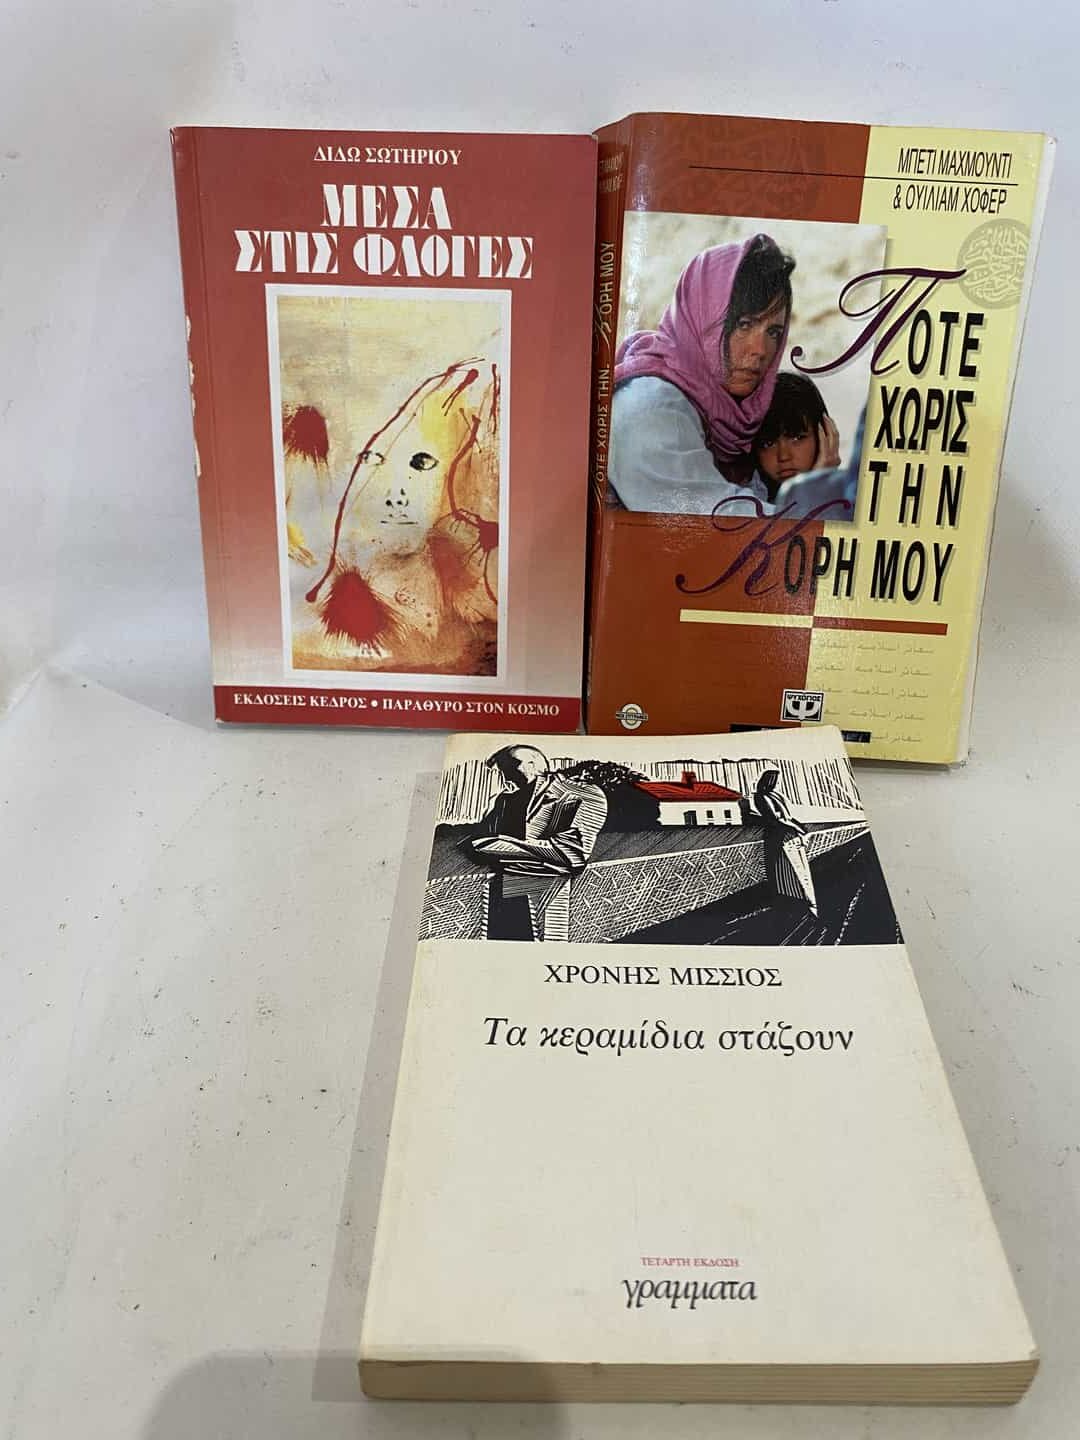 ΔΙΔΩ ΣΩΤΗΡΙΟΥ
ΜΕΣΑ
ΣΤΙΣ ΦΛΟΓΕΣ
ΕΚΔΟΣΕΙΣ ΚΕΔΡΟΣ • ΠΑΡΑΘΥΡΟ ΣΤΟΝ ΚΟΣΜΟ
ΠΟΤΕ ΧΩΡΙΣ ΤΗΝ ΚΟΡΗ ΜΟΥ
ΜΠΕΤΙ ΜΑΧΜΟΥΝΤΙ
& ΟΥΙΛΙΑΜ ΧΟΦΕΡ
ΠΟΤΕ
ΧΩΡΙΣ
ΤΗΝ
ΚΟΡΗ ΜΟΥ
ΨΥΧΟΓΙΟΣ
ΧΡΟΝΗΣ ΜΙΣΣΙΟΣ
Τα κεραμίδια στάζουν
ΤΕΤΑΡΤΗ ΕΚΔΟΣΗ
γραμματα